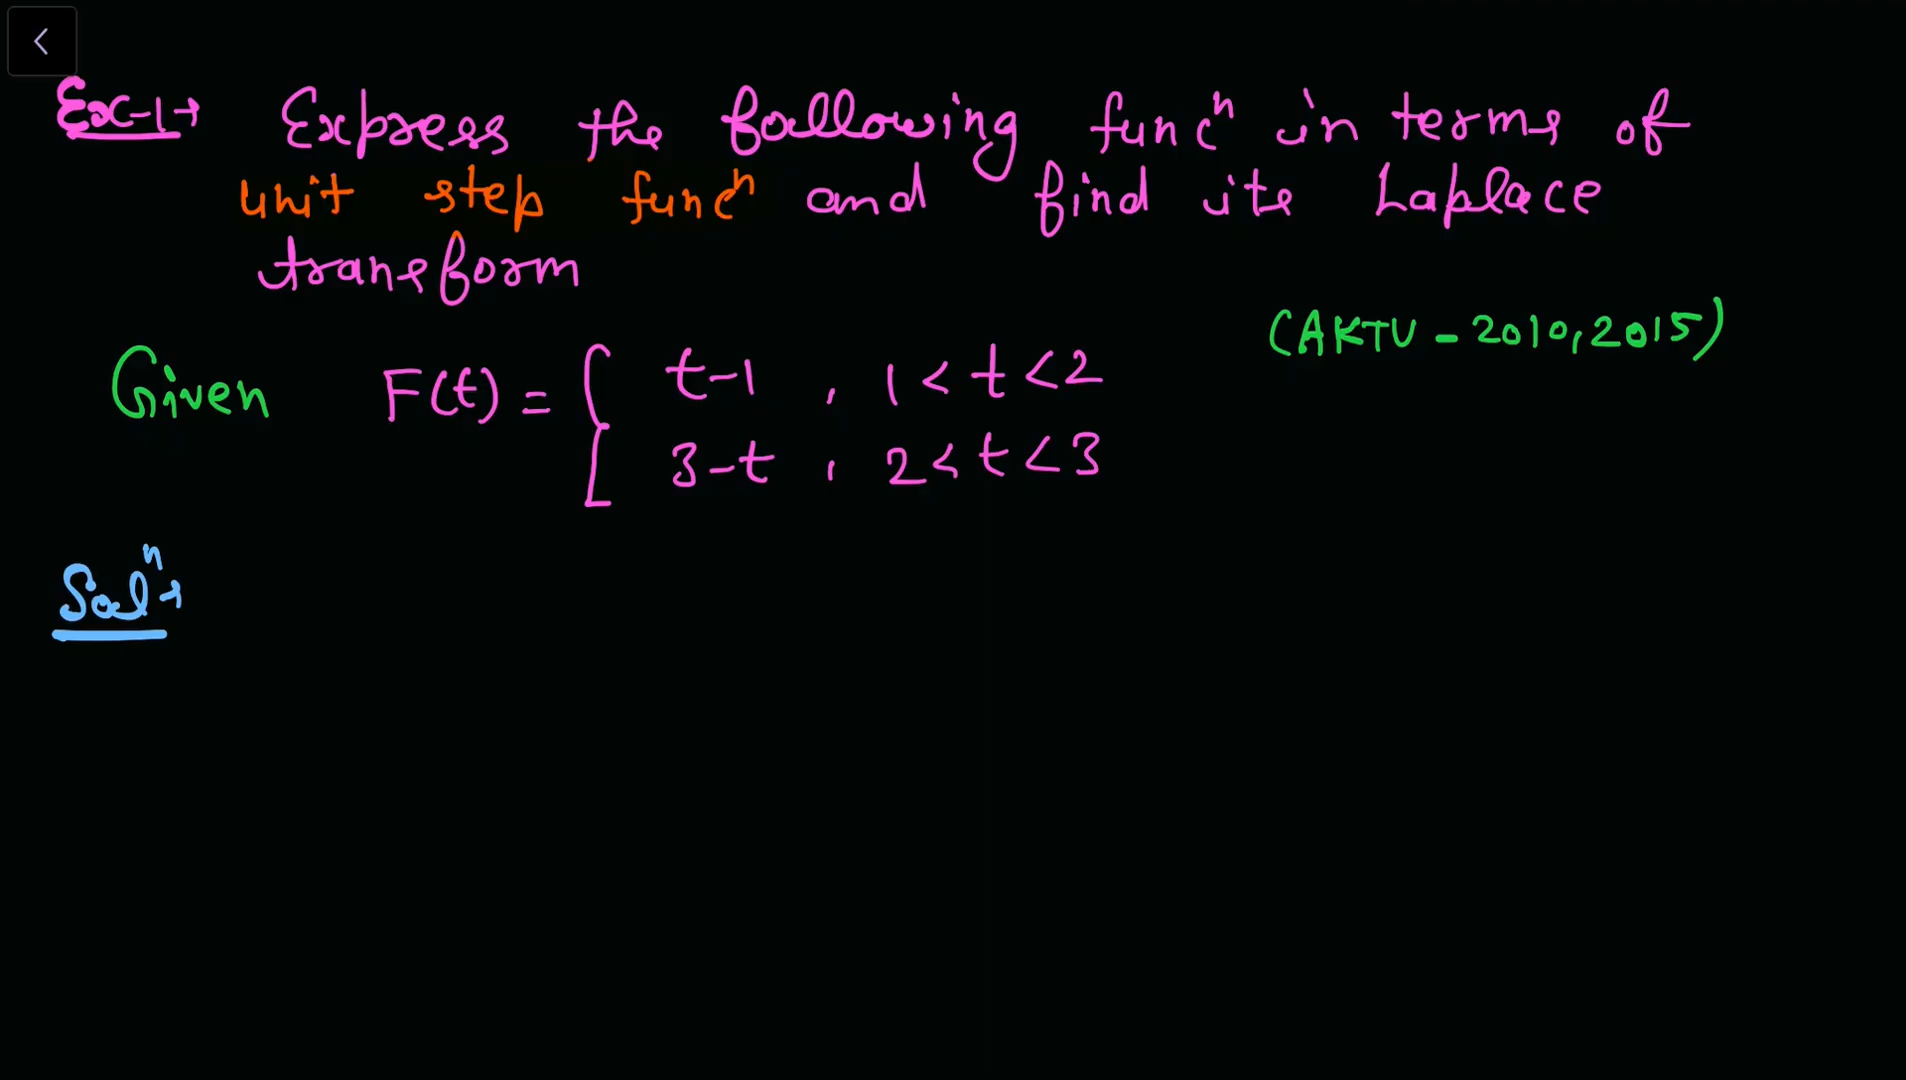 Ex-1→ Express the following funcⁿ in terms of
unit step funcⁿ and find its Laplace
transform
(AKTU - 2010, 2015)
Given F(t) = { t-1 , 1 < t < 2
3-t , 2 < t < 3
Solⁿ→